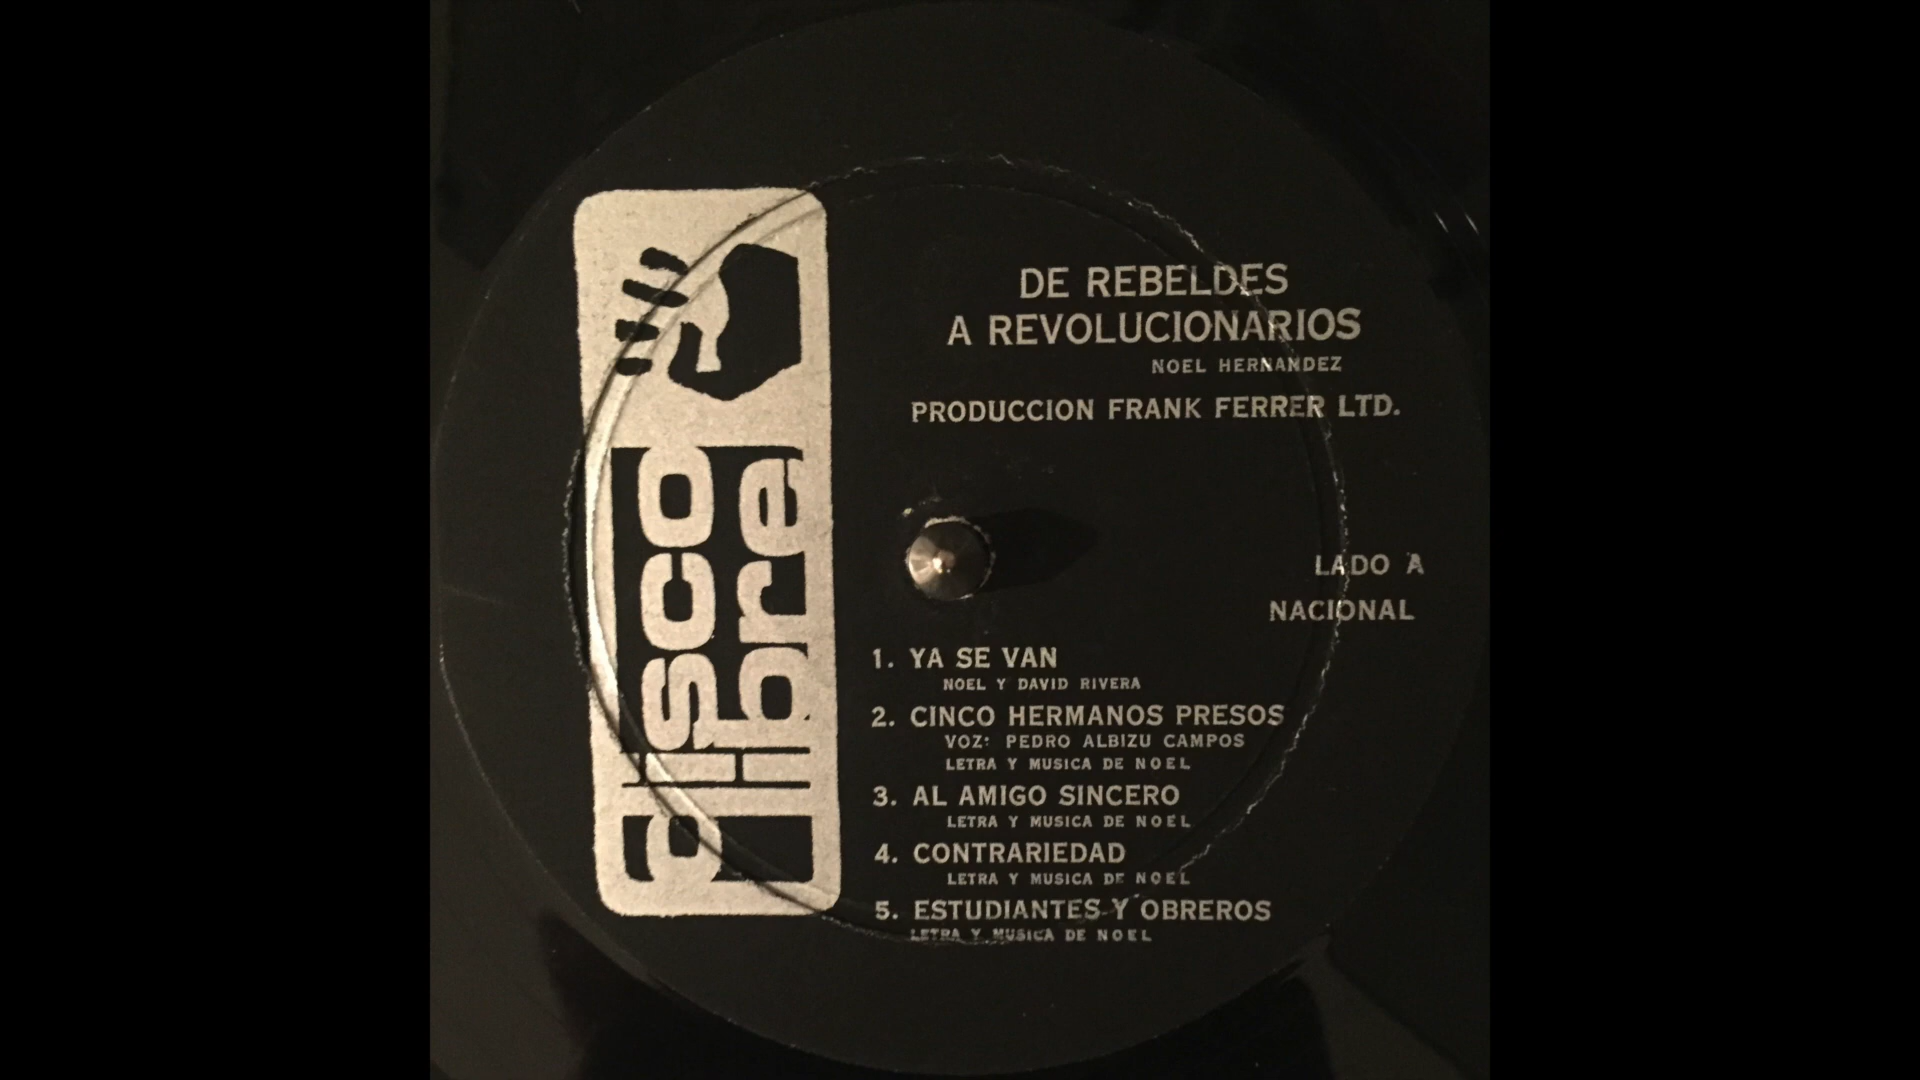 disco
libre
DE REBELDES
A REVOLUCIONARIOS
NOEL HERNANDEZ
PRODUCCION FRANK FERRER LTD.
LADO A
NACIONAL
1. YA SE VAN
NOEL Y DAVID RIVERA
2. CINCO HERMANOS PRESOS
VOZ: PEDRO ALBIZU CAMPOS
LETRA Y MUSICA DE NOEL
3. AL AMIGO SINCERO
LETRA Y MUSICA DE NOEL
4. CONTRARIEDAD
LETRA Y MUSICA DE NOEL
5. ESTUDIANTES Y OBREROS
LETRA Y MUSICA DE NOEL